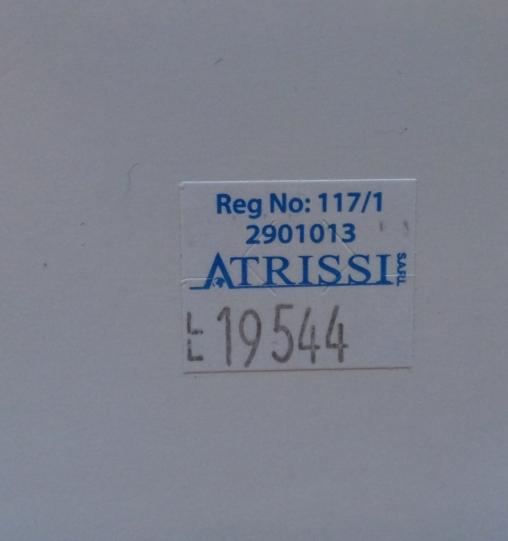 Reg No: 117/1
2901013
ATRISSI SARL
LL 19544